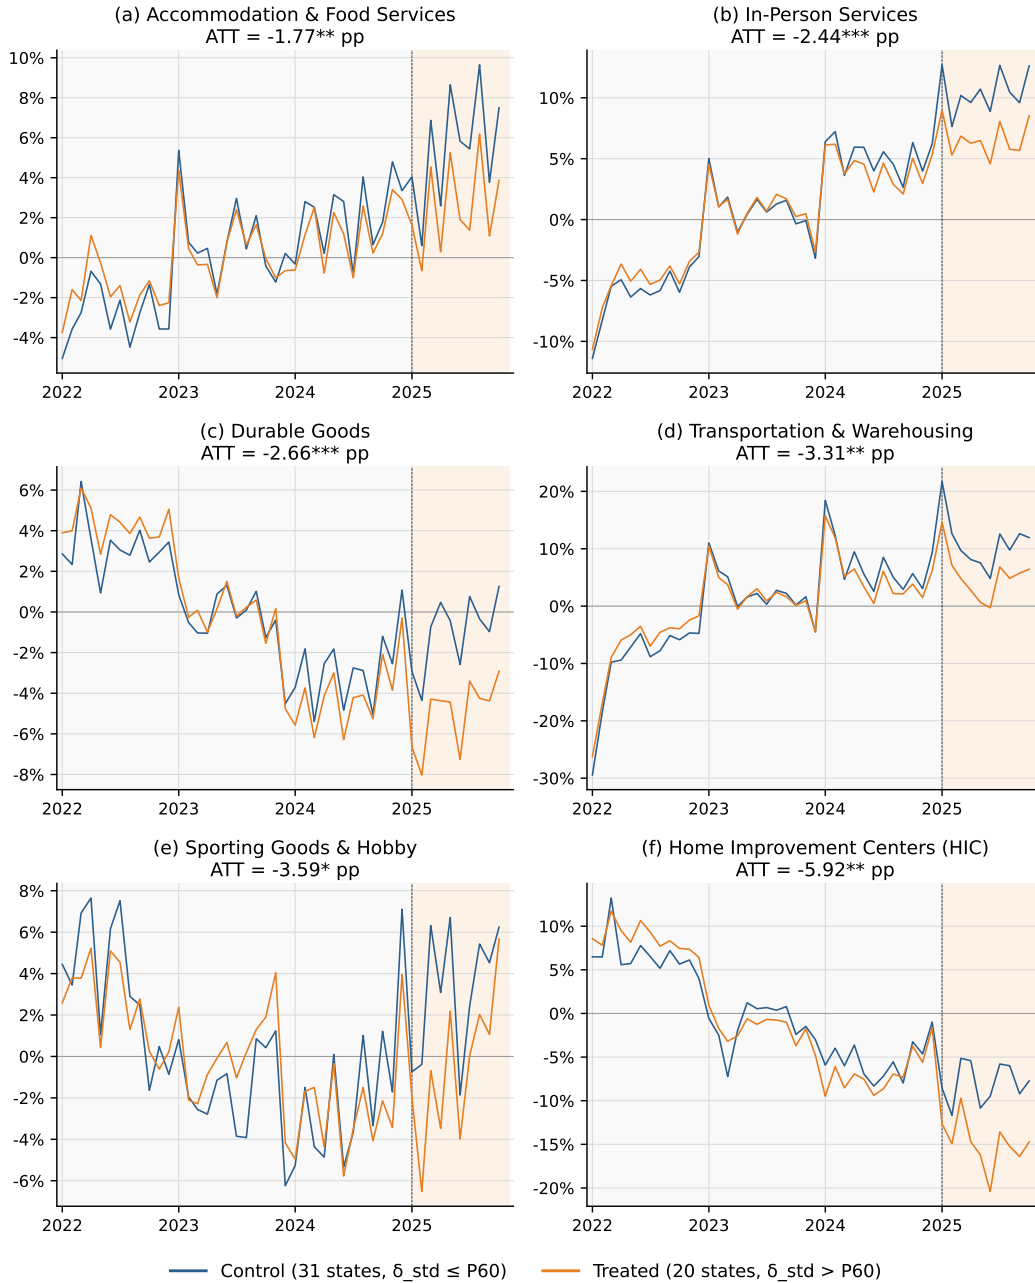 (a) Accommodation & Food Services
ATT = -1.77** pp
10%
8%
6%
4%
2%
0%
-2%
-4%
2022 2023 2024 2025
(b) In-Person Services
ATT = -2.44*** pp
10%
5%
0%
-5%
-10%
2022 2023 2024 2025
(c) Durable Goods
ATT = -2.66*** pp
6%
4%
2%
0%
-2%
-4%
-6%
-8%
2022 2023 2024 2025
(d) Transportation & Warehousing
ATT = -3.31** pp
20%
10%
0%
-10%
-20%
-30%
2022 2023 2024 2025
(e) Sporting Goods & Hobby
ATT = -3.59* pp
8%
6%
4%
2%
0%
-2%
-4%
-6%
2022 2023 2024 2025
(f) Home Improvement Centers (HIC)
ATT = -5.92** pp
10%
5%
0%
-5%
-10%
-15%
-20%
2022 2023 2024 2025
Control (31 states, δ_std ≤ P60) Treated (20 states, δ_std > P60)